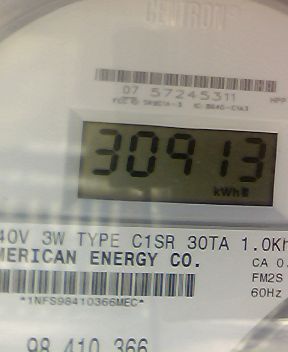 CENTRON
07 57245311
30913
kWh
40V 3W TYPE C1SR 30TA 1.0Kh
MERICAN ENERGY CO.
CA 0.
FM2S
60Hz
*1NFS98410366MEC*
98 410 366